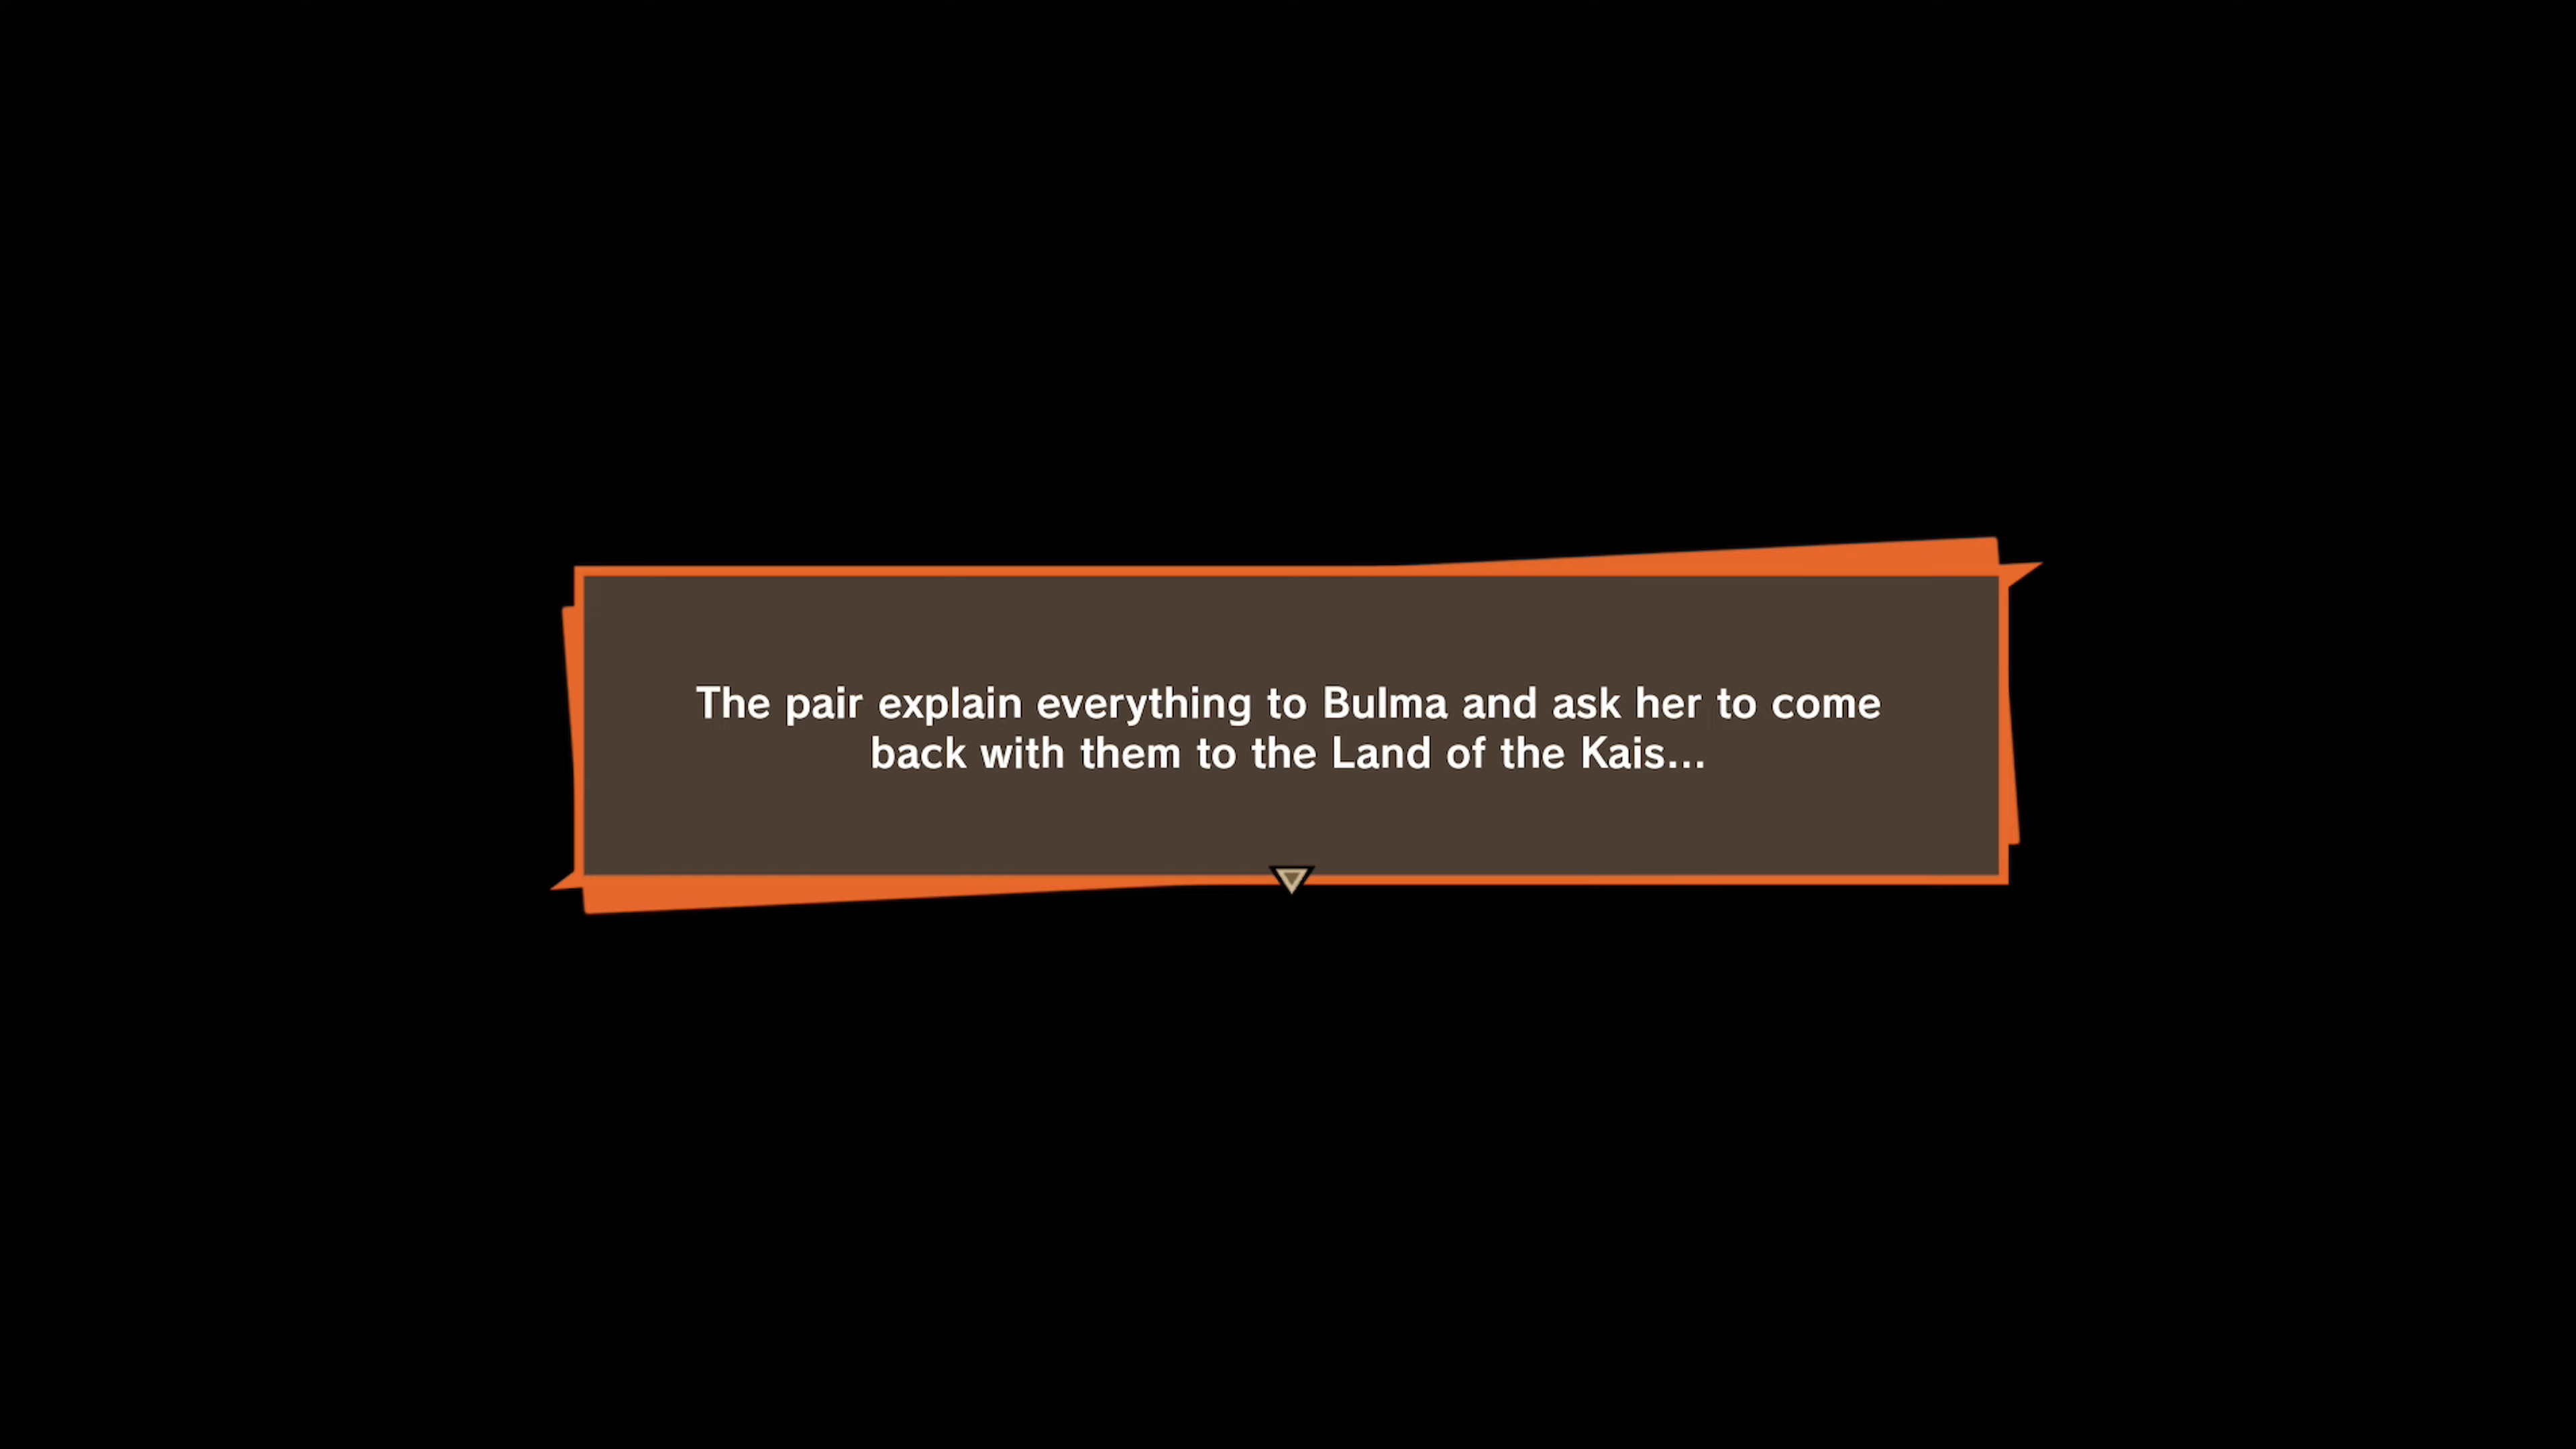 The pair explain everything to Bulma and ask her to come
back with them to the Land of the Kais...